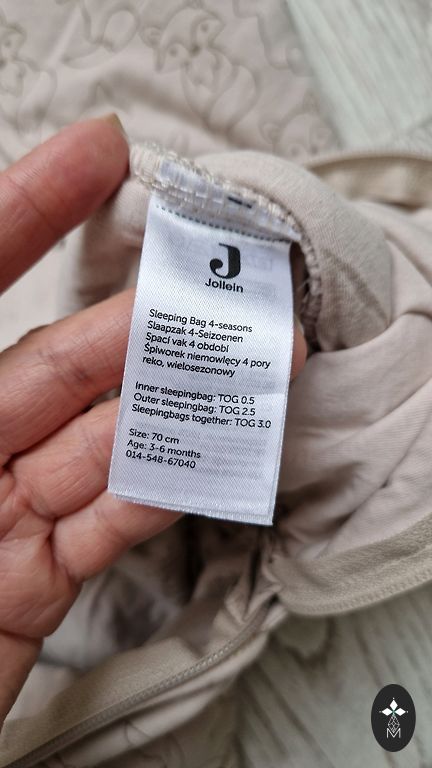 J
Jollein
Sleeping Bag 4-seasons
Slaapzak 4-Seizoenen
Spací vak 4 období
Śpiworek niemowlęcy 4 pory
reko, wielosezonowy
Inner sleepingbag: TOG 0.5
Outer sleepingbag: TOG 2.5
Sleepingbags together: TOG 3.0
Size: 70 cm
Age: 3-6 months
014-548-67040
M